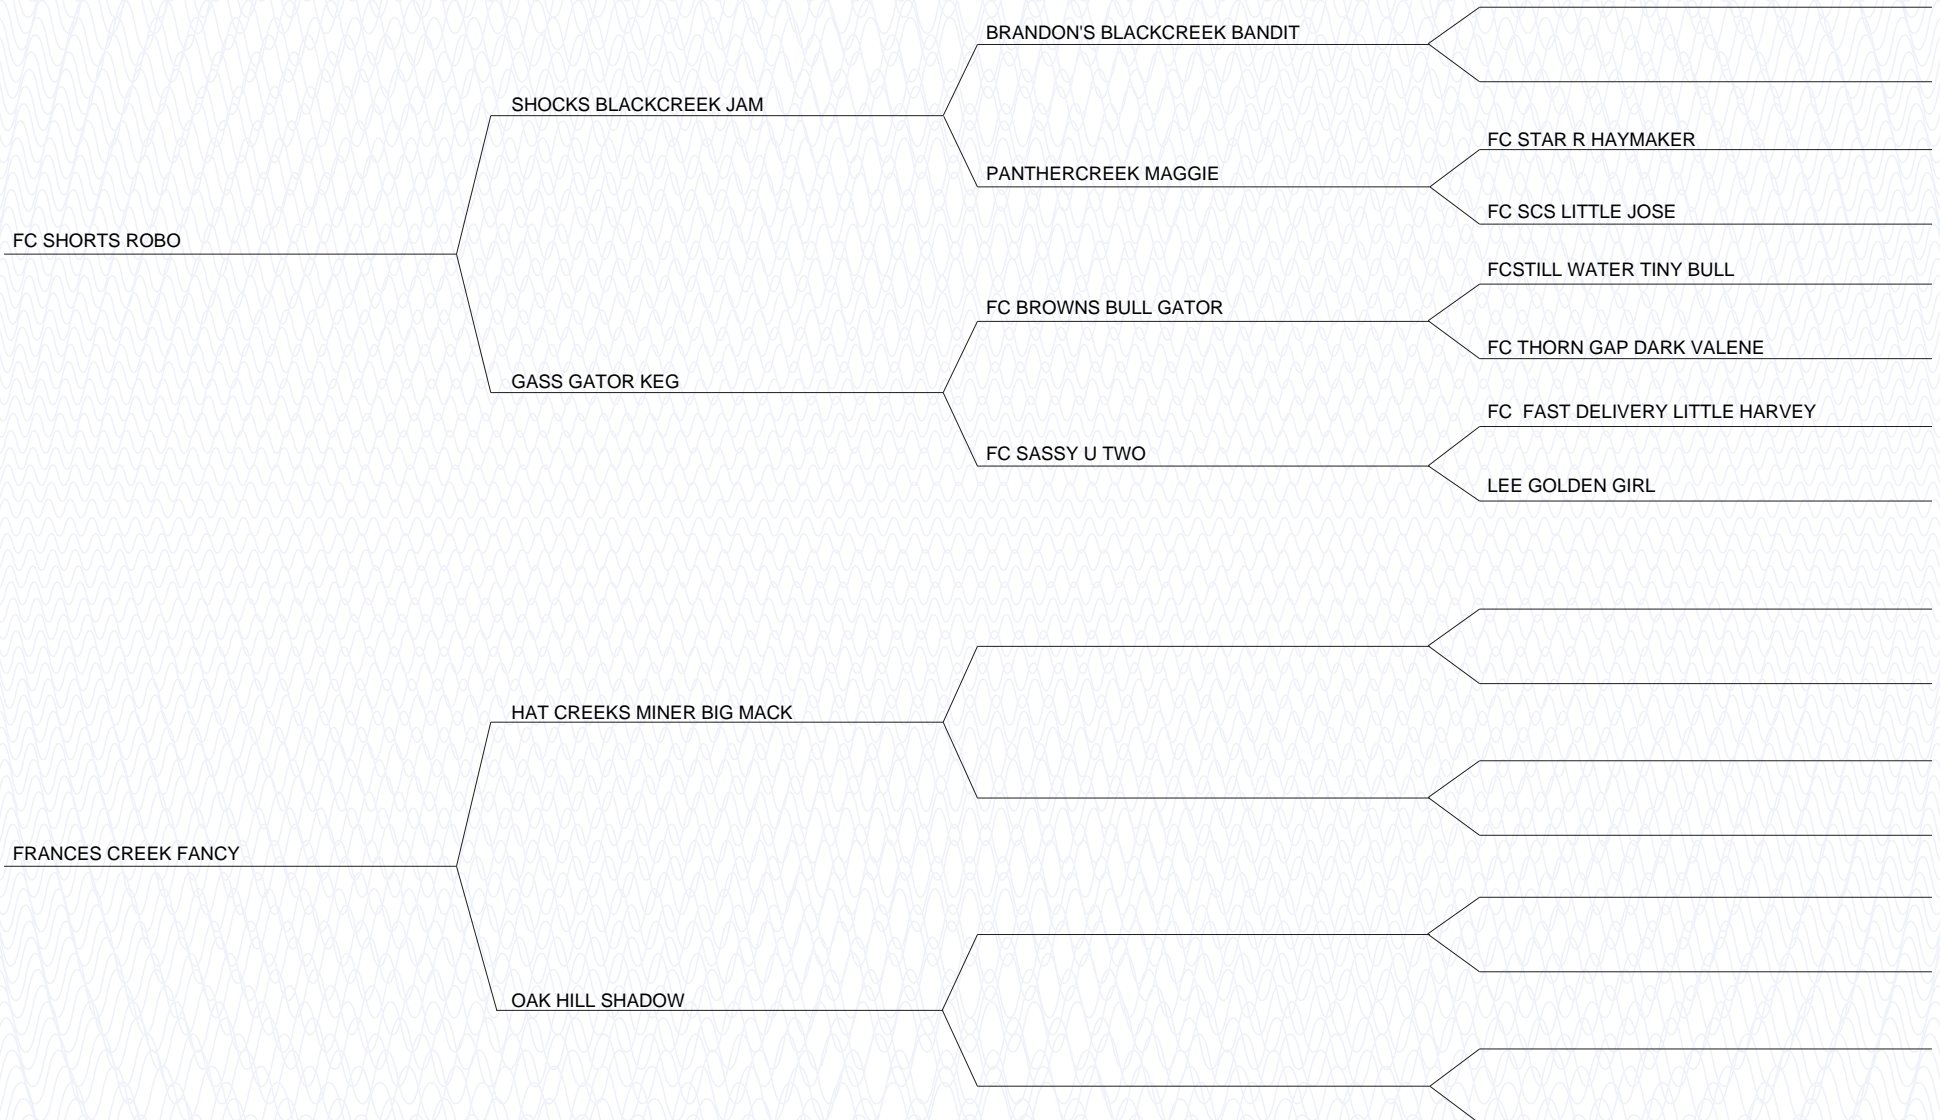 BRANDON'S BLACKCREEK BANDIT
SHOCKS BLACKCREEK JAM
FC STAR R HAYMAKER
PANTHERCREEK MAGGIE
FC SCS LITTLE JOSE
FC SHORTS ROBO
FCSTILL WATER TINY BULL
FC BROWNS BULL GATOR
FC THORN GAP DARK VALENE
GASS GATOR KEG
FC  FAST DELIVERY LITTLE HARVEY
FC SASSY U TWO
LEE GOLDEN GIRL
HAT CREEKS MINER BIG MACK
FRANCES CREEK FANCY
OAK HILL SHADOW